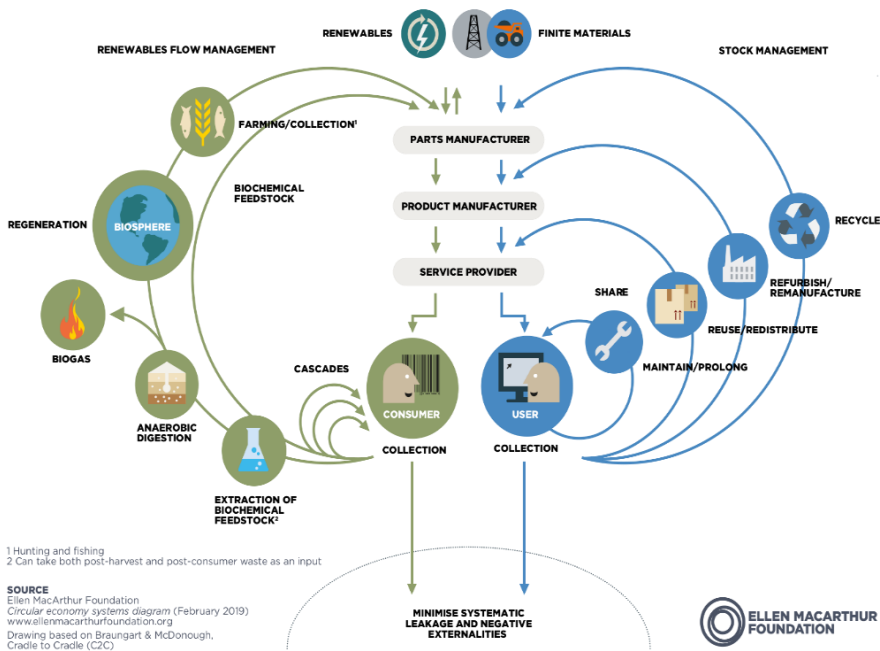 RENEWABLES
FINITE MATERIALS
RENEWABLES FLOW MANAGEMENT
STOCK MANAGEMENT
FARMING/COLLECTION¹
PARTS MANUFACTURER
BIOCHEMICAL
FEEDSTOCK
PRODUCT MANUFACTURER
REGENERATION
BIOSPHERE
RECYCLE
SERVICE PROVIDER
SHARE
REFURBISH/
REMANUFACTURE
REUSE/REDISTRIBUTE
BIOGAS
CASCADES
MAINTAIN/PROLONG
CONSUMER
USER
ANAEROBIC
DIGESTION
COLLECTION
COLLECTION
EXTRACTION OF
BIOCHEMICAL
FEEDSTOCK²
1 Hunting and fishing
2 Can take both post-harvest and post-consumer waste as an input
SOURCE
Ellen MacArthur Foundation
Circular economy systems diagram (February 2019)
www.ellenmacarthurfoundation.org
Drawing based on Braungart & McDonough,
Cradle to Cradle (C2C)
MINIMISE SYSTEMATIC
LEAKAGE AND NEGATIVE
EXTERNALITIES
ELLEN MACARTHUR
FOUNDATION